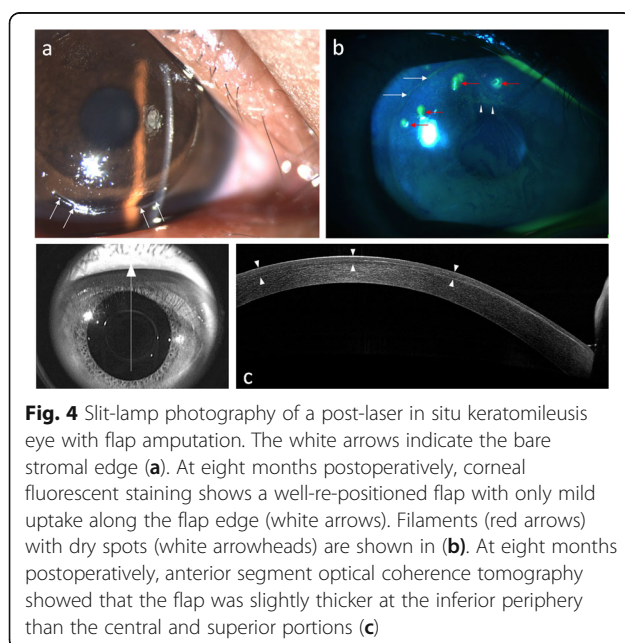 a
b
c
Fig. 4 Slit-lamp photography of a post-laser in situ keratomileusis
eye with flap amputation. The white arrows indicate the bare
stromal edge (a). At eight months postoperatively, corneal
fluorescent staining shows a well-re-positioned flap with only mild
uptake along the flap edge (white arrows). Filaments (red arrows)
with dry spots (white arrowheads) are shown in (b). At eight months
postoperatively, anterior segment optical coherence tomography
showed that the flap was slightly thicker at the inferior periphery
than the central and superior portions (c)